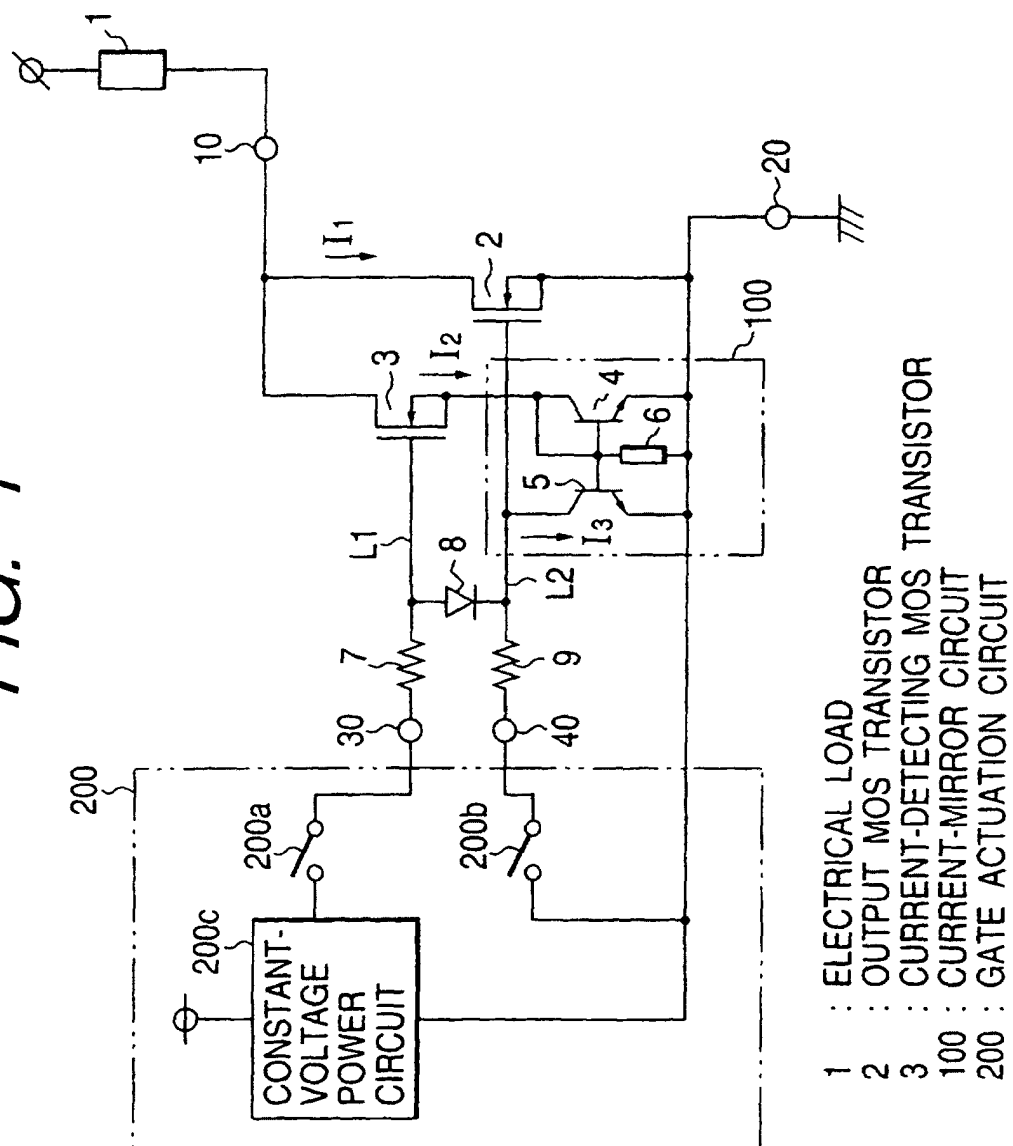 FIG. 1
1
10
20
I1
2
3
I2
100
4
5
6
I3
L1
8
L2
7
9
30
40
200
200a
200b
200c
CONSTANT-
VOLTAGE
POWER
CIRCUIT
1 : ELECTRICAL LOAD
2 : OUTPUT MOS TRANSISTOR
3 : CURRENT-DETECTING MOS TRANSISTOR
100 : CURRENT-MIRROR CIRCUIT
200 : GATE ACTUATION CIRCUIT